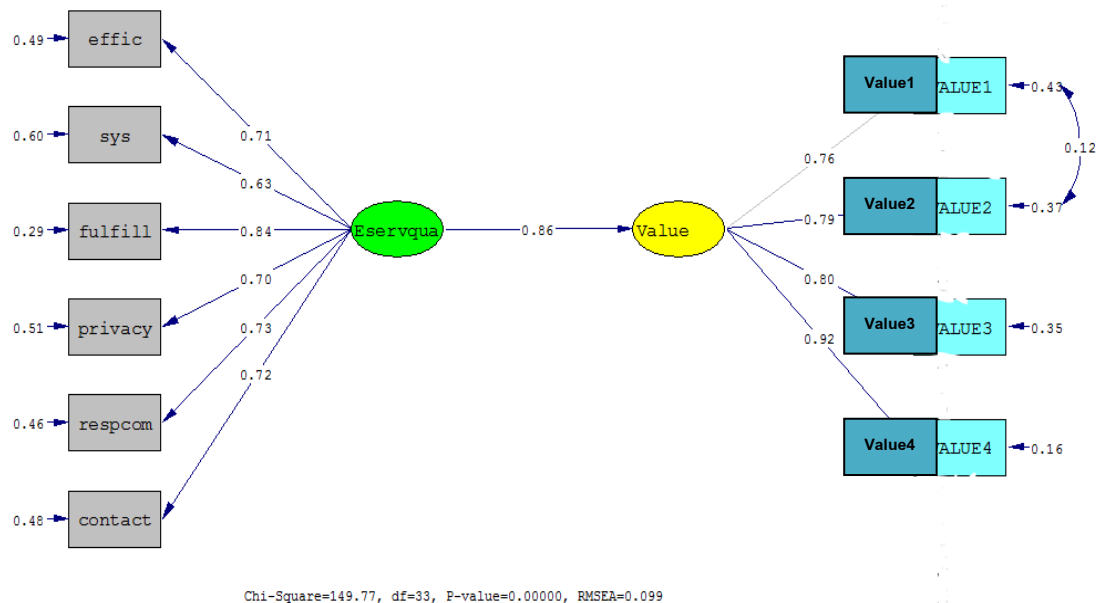 0.49
effic
0.71
0.60
sys
0.63
0.29
fulfill
0.84
0.51
privacy
0.70
0.46
respcom
0.73
0.48
contact
0.72
Eservqua
0.86
Value
0.76
Value1
ALUE1
0.43
0.12
0.79
Value2
ALUE2
0.37
0.80
Value3
ALUE3
0.35
0.92
Value4
ALUE4
0.16
Chi-Square=149.77, df=33, P-value=0.00000, RMSEA=0.099